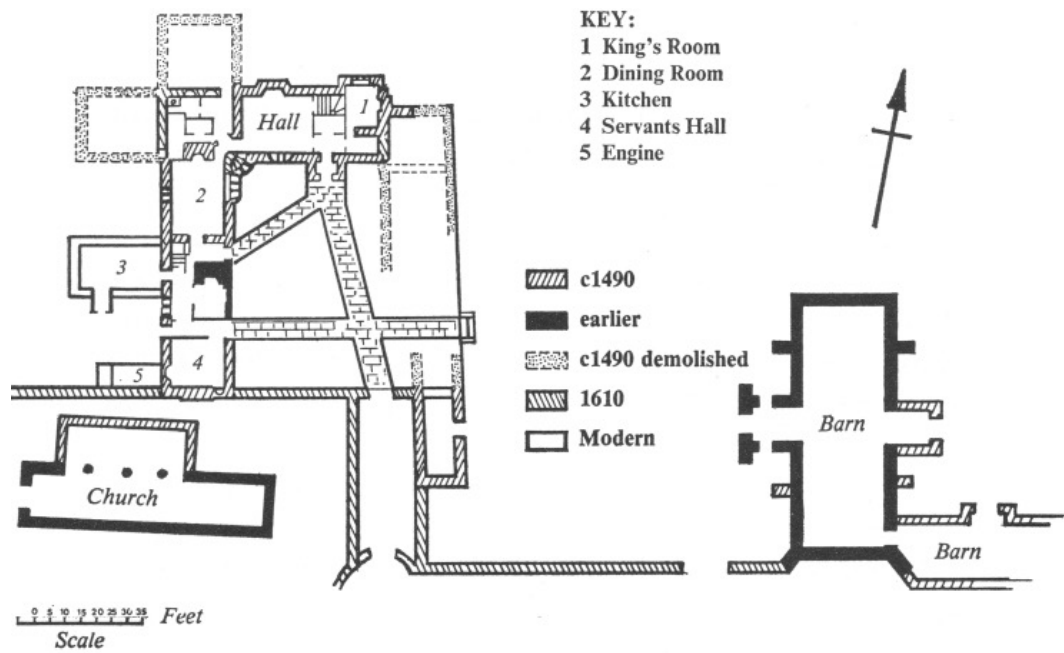 KEY:
1 King's Room
2 Dining Room
3 Kitchen
4 Servants Hall
5 Engine
1
Hall
2
3
c1490
earlier
c1490 demolished
4
5
1610
Modern
Barn
Church
Barn
0 5 10 15 20 25 30 35 Feet
Scale